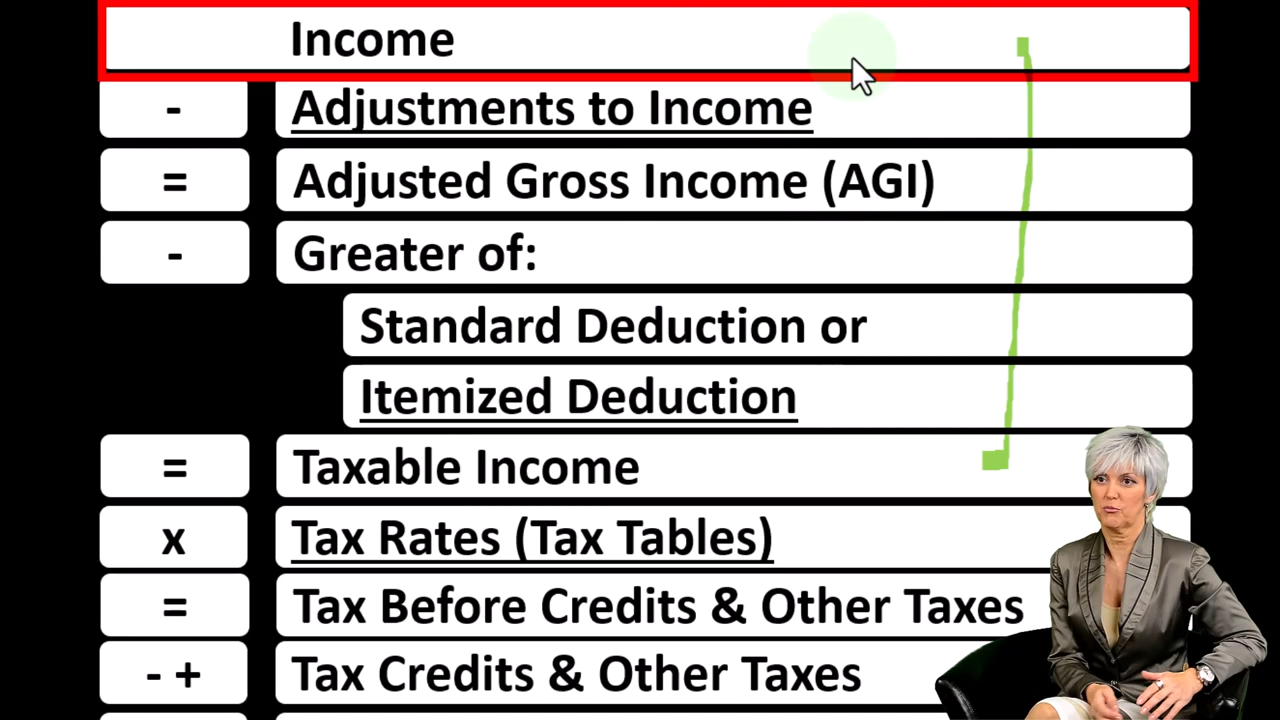 Income
- Adjustments to Income
= Adjusted Gross Income (AGI)
- Greater of:
Standard Deduction or
Itemized Deduction
= Taxable Income
x Tax Rates (Tax Tables)
= Tax Before Credits & Other Taxes
- + Tax Credits & Other Taxes